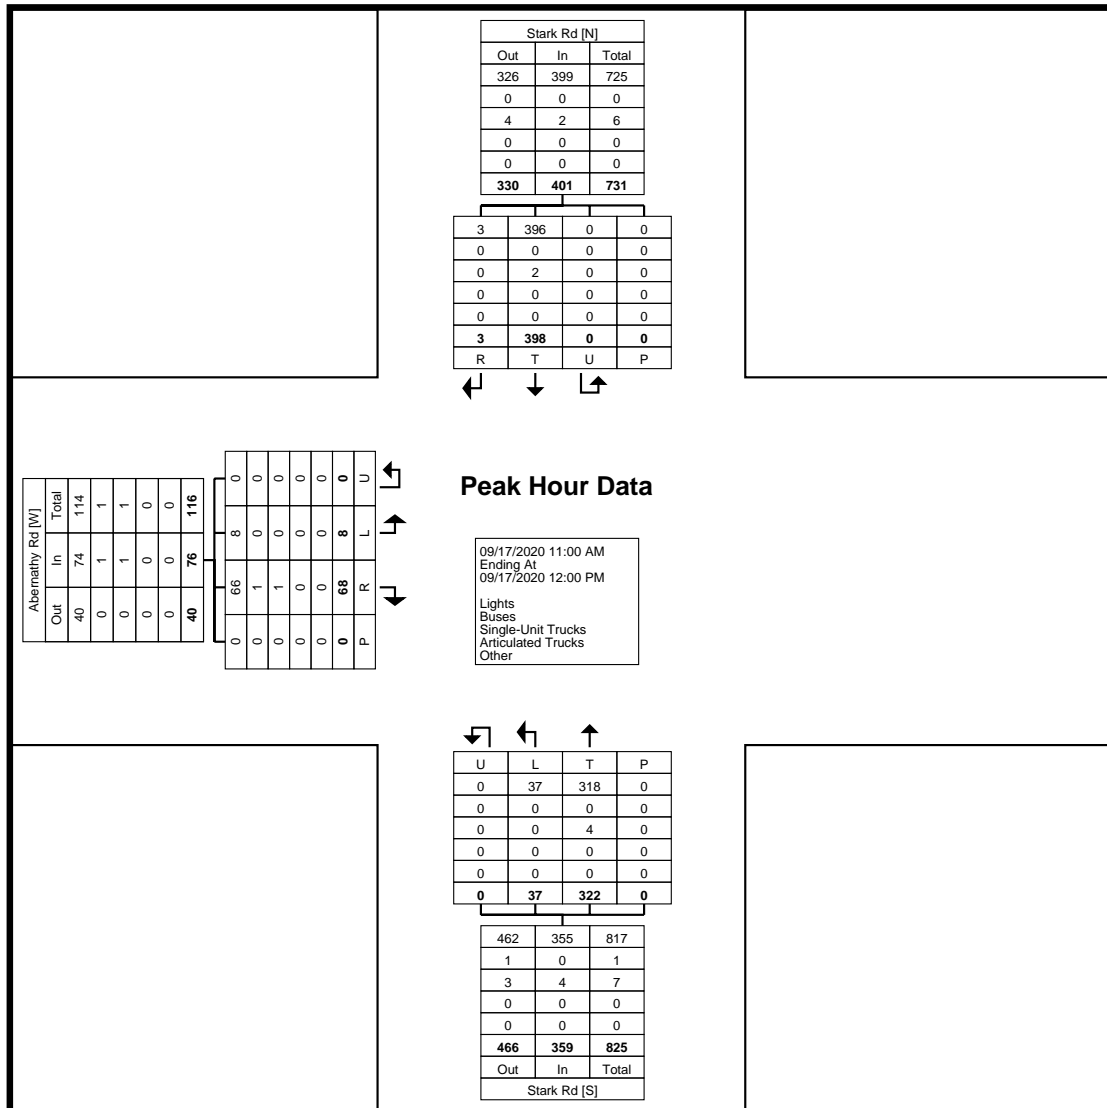 Stark Rd [N]
Out In Total
326 399 725
0 0 0
4 2 6
0 0 0
0 0 0
330 401 731
3 396 0 0
0 0 0 0
0 2 0 0
0 0 0 0
0 0 0 0
3 398 0 0
R T U P
Abernathy Rd [W]
Out In Total
40 74 114
0 1 1
0 1 1
0 0 0
0 0 0
40 76 116
0 66 8 0
0 1 0 0
0 1 0 0
0 0 0 0
0 0 0 0
0 68 8 0
P R L U
Peak Hour Data
09/17/2020 11:00 AM
Ending At
09/17/2020 12:00 PM
Lights
Buses
Single-Unit Trucks
Articulated Trucks
Other
U L T P
0 37 318 0
0 0 0 0
0 0 4 0
0 0 0 0
0 0 0 0
0 37 322 0
462 355 817
1 0 1
3 4 7
0 0 0
0 0 0
466 359 825
Out In Total
Stark Rd [S]